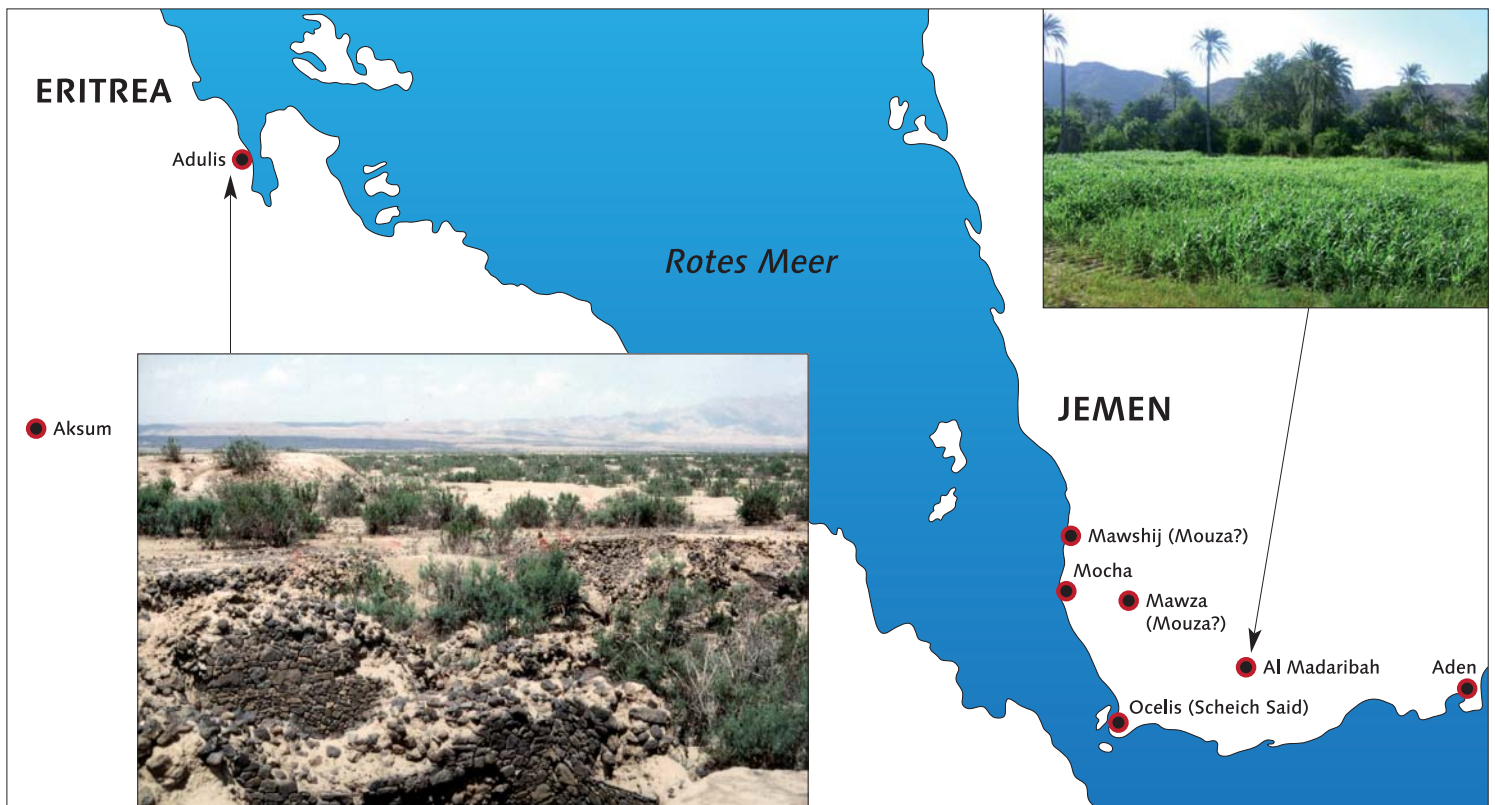 ERITREA
Adulis
Rotes Meer
Aksum
JEMEN
Mawshij (Mouza?)
Mocha
Mawza
(Mouza?)
Al Madaribah
Aden
Ocelis (Scheich Said)